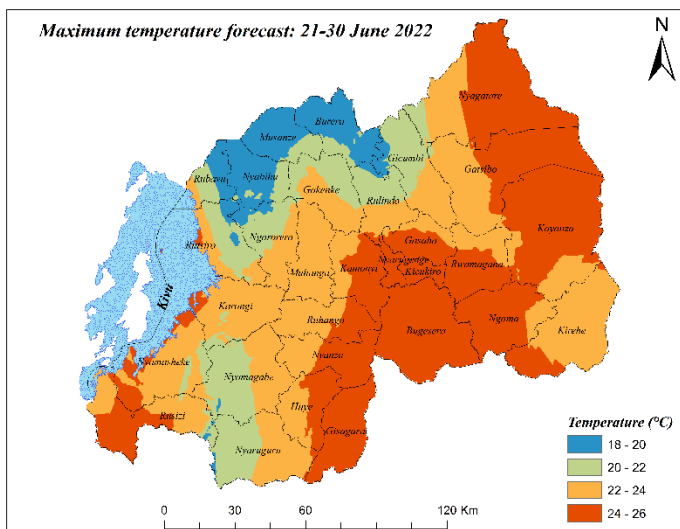 Maximum temperature forecast: 21-30 June 2022
N
Nyagatare
Burera
Musanze
Gicumbi
Rubavu
Nyabihu
Gatsibo
Gakenke
Rulindo
Kayonza
Ngororero
Rutsiro
Gasabo
Nyarugenge
Rwamagana
Kicukiro
Muhanga
Kamonyi
Kivu
Karongi
Ruhango
Bugesera
Ngoma
Kirehe
Nyanza
Nyamasheke
Nyamagabe
Huye
Rusizi
Gisagara
Nyaruguru
Temperature (°C)
18 - 20
20 - 22
22 - 24
24 - 26
0 30 60 120 Km